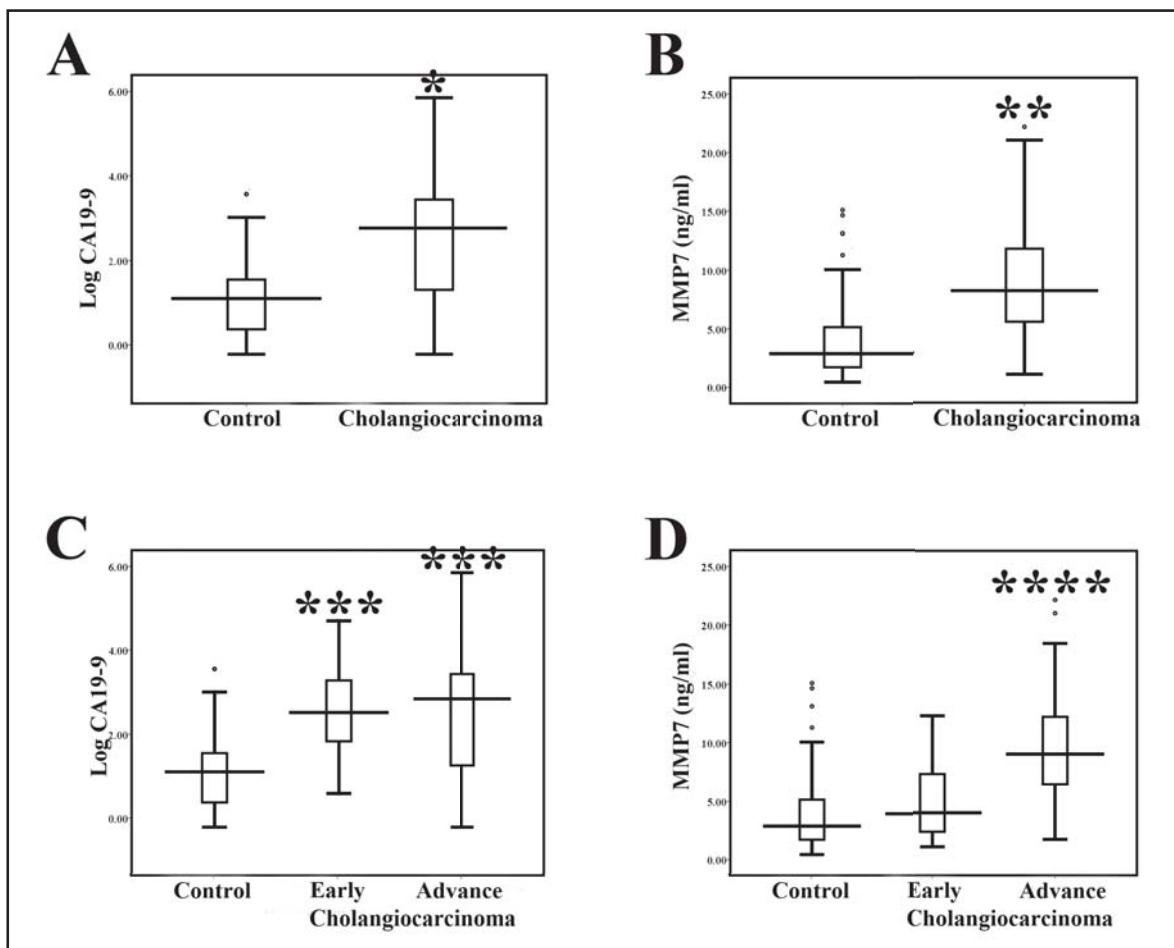 A
*
6.00
4.00
2.00
0.00
Log CA19-9
Control Cholangiocarcinoma
B
**
25.00
20.00
15.00
10.00
5.00
0.00
MMP7 (ng/ml)
Control Cholangiocarcinoma
C
***
***
6.00
4.00
2.00
0.00
Log CA19-9
Control Early Advance
Cholangiocarcinoma
D
****
25.00
20.00
15.00
10.00
5.00
0.00
MMP7 (ng/ml)
Control Early Advance
Cholangiocarcinoma